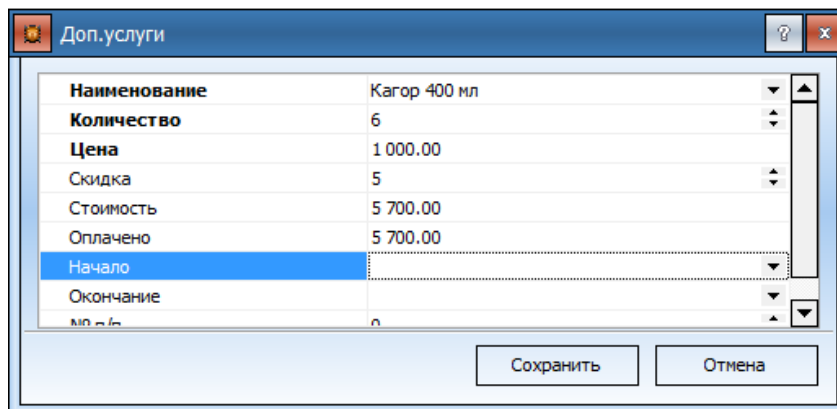 Доп.услуги
Наименование Кагор 400 мл
Количество 6
Цена 1 000.00
Скидка 5
Стоимость 5 700.00
Оплачено 5 700.00
Начало
Окончание
№ п/п 0
Сохранить Отмена